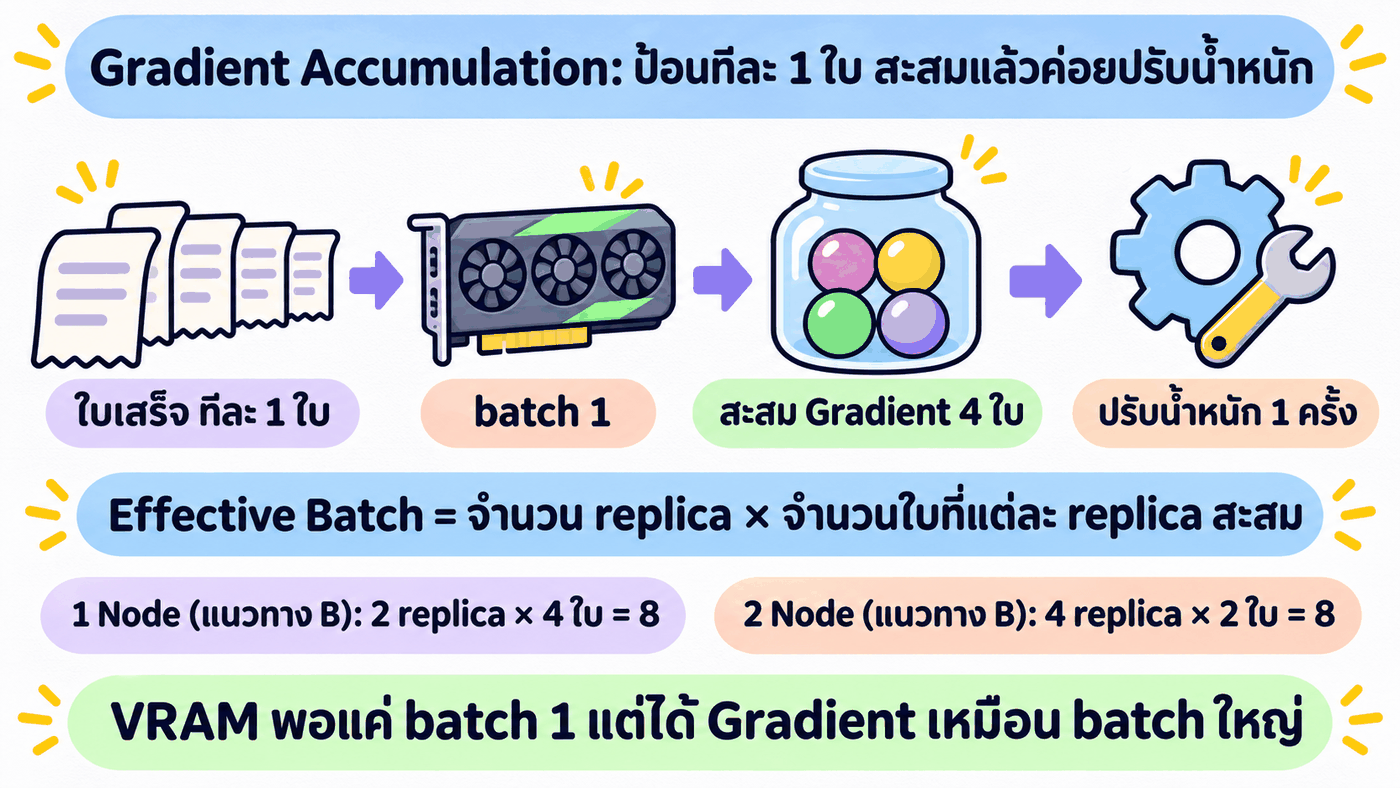 Gradient Accumulation: ป้อนทีละ 1 ใบ สะสมแล้วค่อยปรับน้ำหนัก
ใบเสร็จ ทีละ 1 ใบ
batch 1
สะสม Gradient 4 ใบ
ปรับน้ำหนัก 1 ครั้ง
Effective Batch = จำนวน replica × จำนวนใบที่แต่ละ replica สะสม
1 Node (แนวทาง B): 2 replica × 4 ใบ = 8
2 Node (แนวทาง B): 4 replica × 2 ใบ = 8
VRAM พอแค่ batch 1 แต่ได้ Gradient เหมือน batch ใหญ่